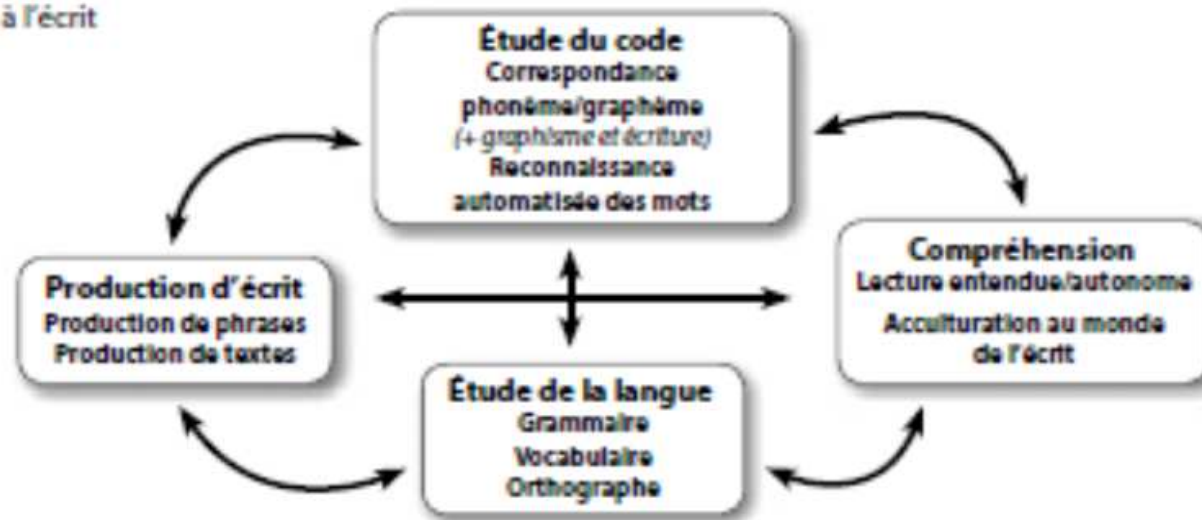 à l'écrit
Étude du code
Correspondance
phonème/graphème
(+ graphisme et écriture)
Reconnaissance
automatisée des mots
Production d'écrit
Production de phrases
Production de textes
Compréhension
Lecture entendue/autonome
Acculturation au monde
de l'écrit
Étude de la langue
Grammaire
Vocabulaire
Orthographe